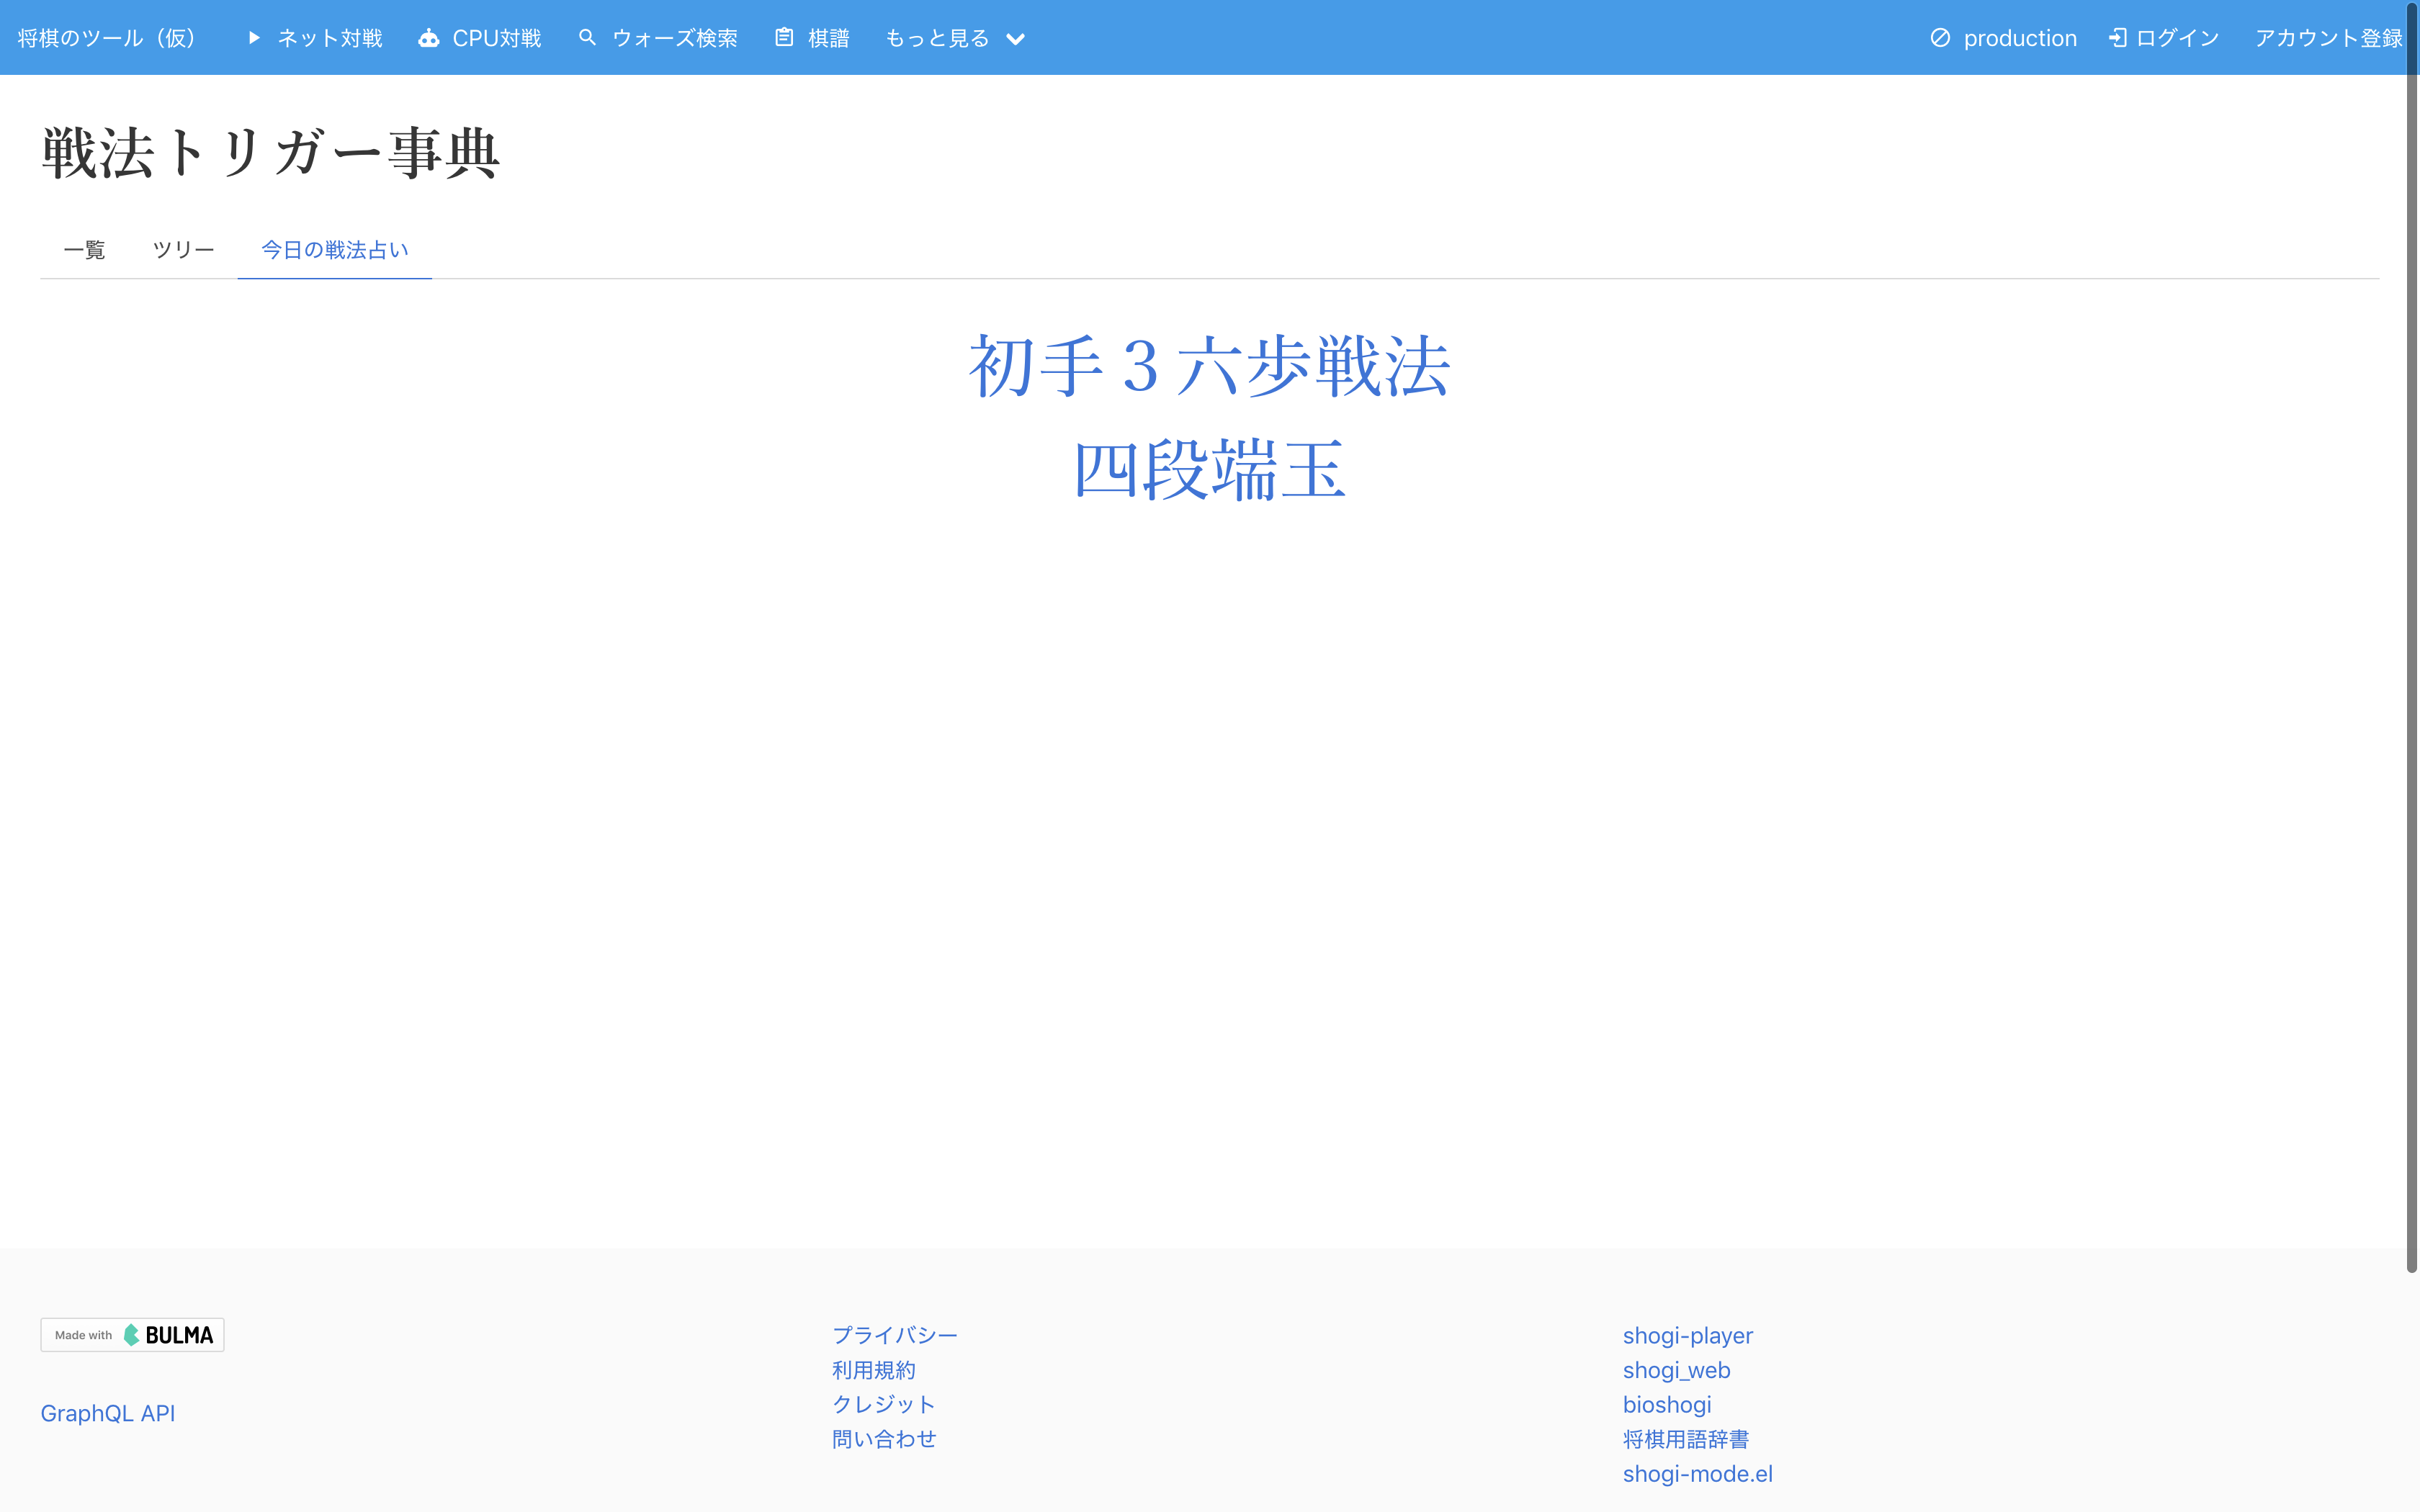 将棋のツール（仮） ネット対戦 CPU対戦 ウォーズ検索 棋譜 もっと見る production ログイン アカウント登録
戦法トリガー事典
一覧 ツリー 今日の戦法占い
初手３六歩戦法
四段端玉
Made with BULMA
GraphQL API
プライバシー
利用規約
クレジット
問い合わせ
shogi-player
shogi_web
bioshogi
将棋用語辞書
shogi-mode.el